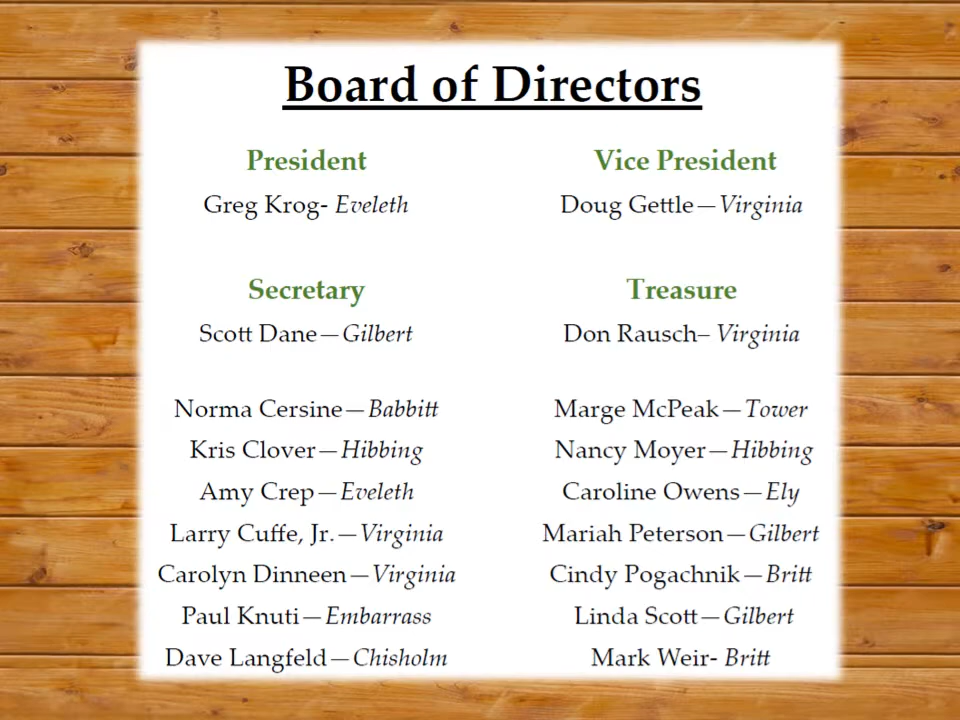 Board of Directors
President
Vice President
Greg Krog- Eveleth
Doug Gettle—Virginia
Secretary
Treasure
Scott Dane—Gilbert
Don Rausch– Virginia
Norma Cersine—Babbitt
Marge McPeak—Tower
Kris Clover—Hibbing
Nancy Moyer—Hibbing
Amy Crep—Eveleth
Caroline Owens—Ely
Larry Cuffe, Jr.—Virginia
Mariah Peterson—Gilbert
Carolyn Dinneen—Virginia
Cindy Pogachnik—Britt
Paul Knuti—Embarrass
Linda Scott—Gilbert
Dave Langfeld—Chisholm
Mark Weir- Britt